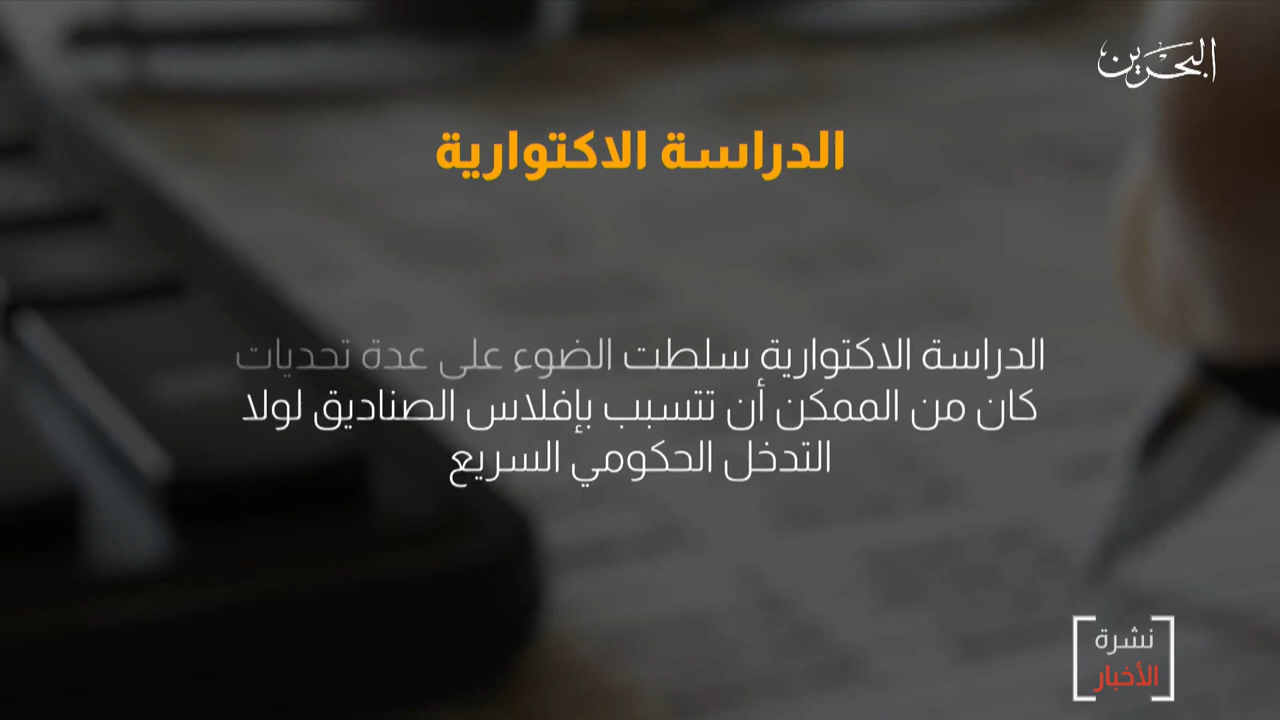 البحرين
الدراسة الاكتوارية
الدراسة الاكتوارية سلطت الضوء على عدة تحديات
كان من الممكن أن تتسبب بإفلاس الصناديق لولا
التدخل الحكومي السريع
نشرة
الأخبار